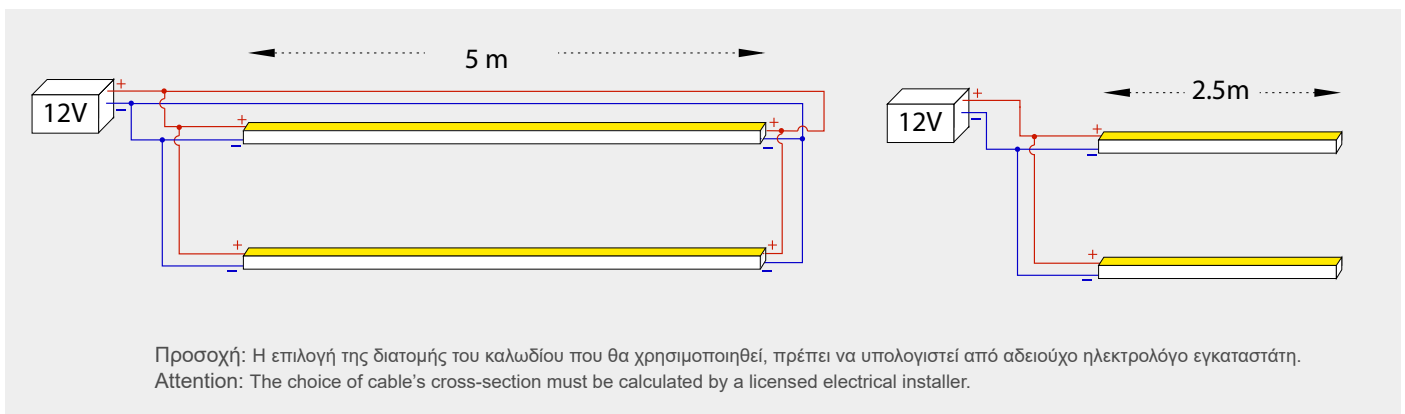 5 m
12V
+
−
+
−
+
−
+
−
+
−
2.5m
12V
+
−
+
−
+
−
Προσοχή: Η επιλογή της διατομής του καλωδίου που θα χρησιμοποιηθεί, πρέπει να υπολογιστεί από αδειούχο ηλεκτρολόγο εγκαταστάτη.
Attention: The choice of cable's cross-section must be calculated by a licensed electrical installer.